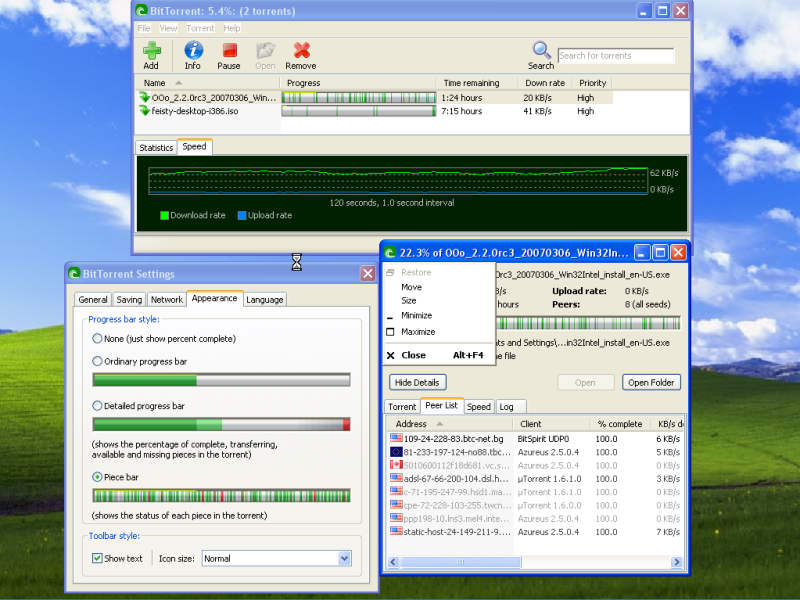 BitTorrent: 5.4%: (2 torrents)
File View Torrent Help
Add Info Pause Open Remove Search Search for torrents
Name Progress Time remaining Down rate Priority
OOo_2.2.0rc3_20070306_Win... 1:24 hours 20 KB/s High
feisty-desktop-i386.iso 7:15 hours 41 KB/s High
Statistics Speed
62 KB/s
0 KB/s
120 seconds, 1.0 second interval
Download rate Upload rate
BitTorrent Settings
General Saving Network Appearance Language
Progress bar style:
None (just show percent complete)
Ordinary progress bar
Detailed progress bar
(shows the percentage of complete, transferring,
available and missing pieces in the torrent)
Piece bar
(shows the status of each piece in the torrent)
Toolbar style:
Show text Icon size: Normal
22.3% of OOo_2.2.0rc3_20070306_Win32In...
Restore
Move
Size
Minimize
Maximize
Close Alt+F4
rc3_20070306_Win32Intel_install_en-US.exe
B/s Upload rate: 0 KB/s
hours Peers: 8 (all seeds)
nts and Settings\...in32Intel_install_en-US.exe
ne file
Hide Details Open Open Folder
Torrent Peer List Speed Log
Address Client % complete KB/s d
109-24-228-83.btc-net.bg BitSpirit UDP0 100.0 6 KB/s
81-233-197-124-no88.tbc... Azureus 2.5.0.4 100.0 5 KB/s
5010600112f18d681.vc.s... Azureus 2.5.0.4 100.0 0 KB/s
adsl-67-66-200-104.dsl.h... µTorrent 1.6.1.0 100.0 3 KB/s
c-71-195-247-99.hsd1.ma... µTorrent 1.6.0.0 100.0 0 KB/s
cpe-72-228-103-255.twcn... µTorrent 1.6.0.0 100.0 0 KB/s
ppp198-10.lns3.mel4.inte... Azureus 2.5.0.4 100.0 0 KB/s
static-host-24-149-211-9.... Azureus 2.5.0.4 100.0 7 KB/s